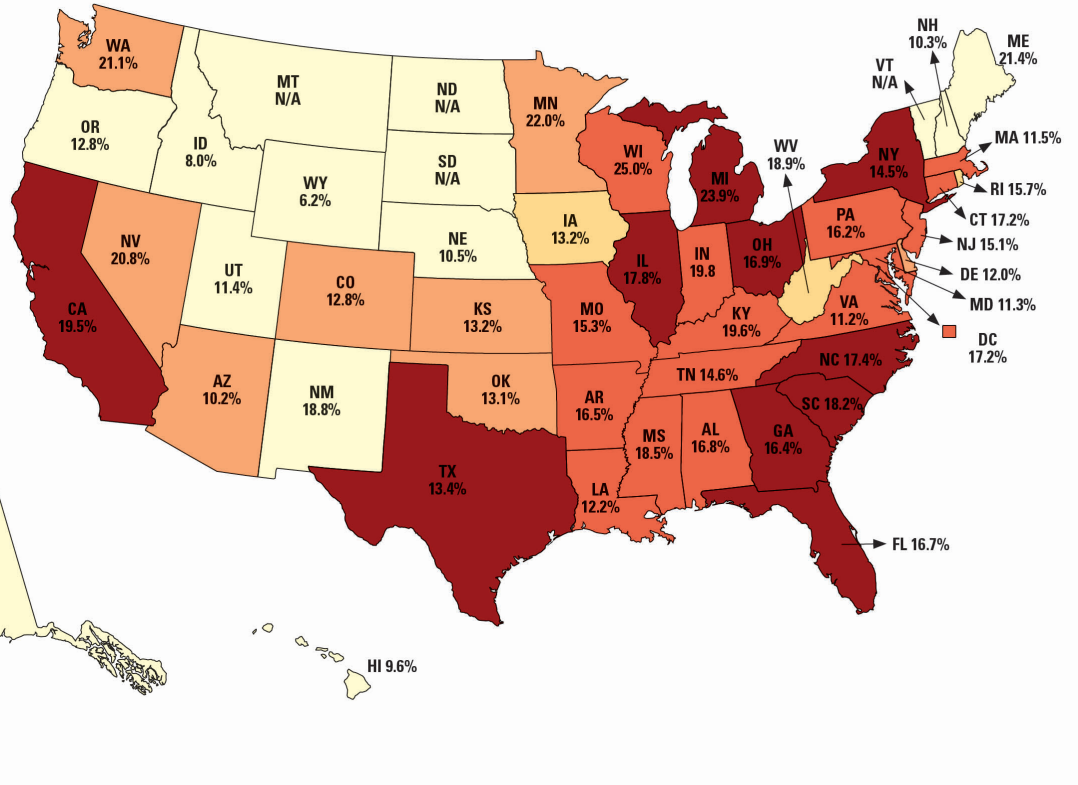 NH
10.3%
ME
21.4%
WA
21.1%
VT
N/A
MT
N/A
ND
N/A
MN
22.0%
OR
12.8%
ID
8.0%
WV
18.9%
MA 11.5%
WI
25.0%
NY
14.5%
SD
N/A
MI
23.9%
RI 15.7%
WY
6.2%
CT 17.2%
IA
13.2%
PA
16.2%
NV
20.8%
NE
10.5%
NJ 15.1%
OH
16.9%
IN
19.8
IL
17.8%
UT
11.4%
DE 12.0%
CO
12.8%
MD 11.3%
CA
19.5%
KS
13.2%
MO
15.3%
KY
19.6%
VA
11.2%
DC
17.2%
NC 17.4%
TN 14.6%
AZ
10.2%
NM
18.8%
OK
13.1%
AR
16.5%
SC 18.2%
MS
18.5%
AL
16.8%
GA
16.4%
TX
13.4%
LA
12.2%
FL 16.7%
HI 9.6%